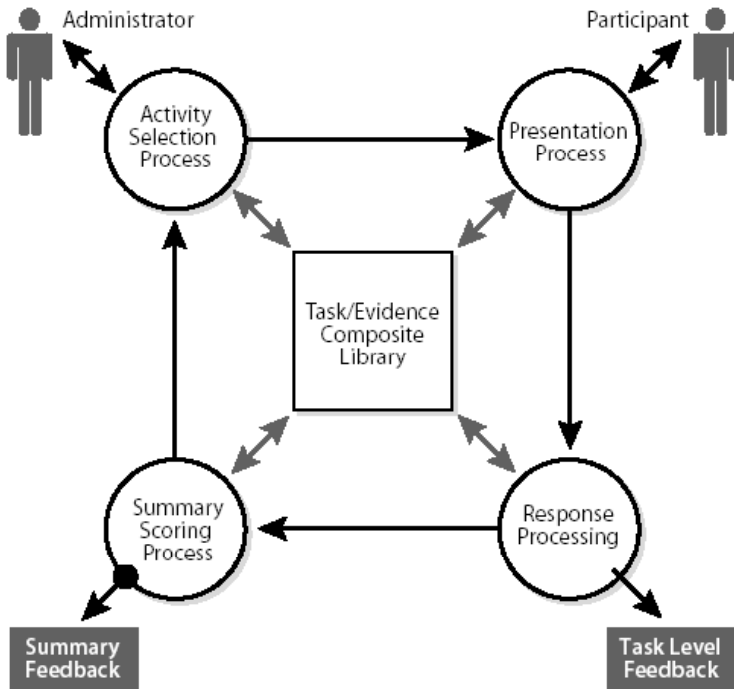 Administrator
Participant
Activity
Selection
Process
Presentation
Process
Task/Evidence
Composite
Library
Summary
Scoring
Process
Response
Processing
Summary
Feedback
Task Level
Feedback